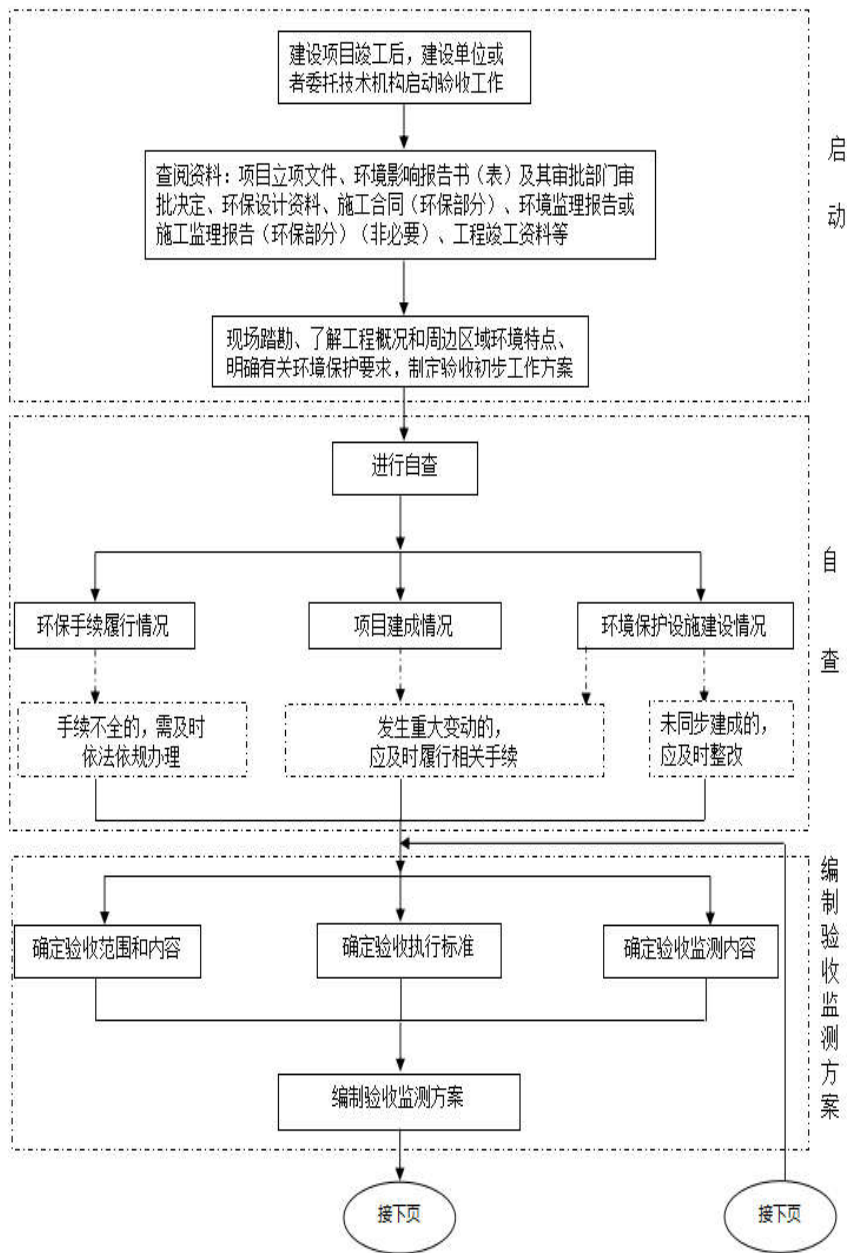 建设项目竣工后，建设单位或
者委托技术机构启动验收工作
查阅资料：项目立项文件、环境影响报告书（表）及其审批部门审
批决定、环保设计资料、施工合同（环保部分）、环境监理报告或
施工监理报告（环保部分）（非必要）、工程竣工资料等
现场踏勘、了解工程概况和周边区域环境特点、
明确有关环境保护要求，制定验收初步工作方案
启
动
进行自查
环保手续履行情况
项目建成情况
环境保护设施建设情况
手续不全的，需及时
依法依规办理
发生重大变动的，
应及时履行相关手续
未同步建成的，
应及时整改
自
查
确定验收范围和内容
确定验收执行标准
确定验收监测内容
编制验收监测方案
编
制
验
收
监
测
方
案
接下页
接下页